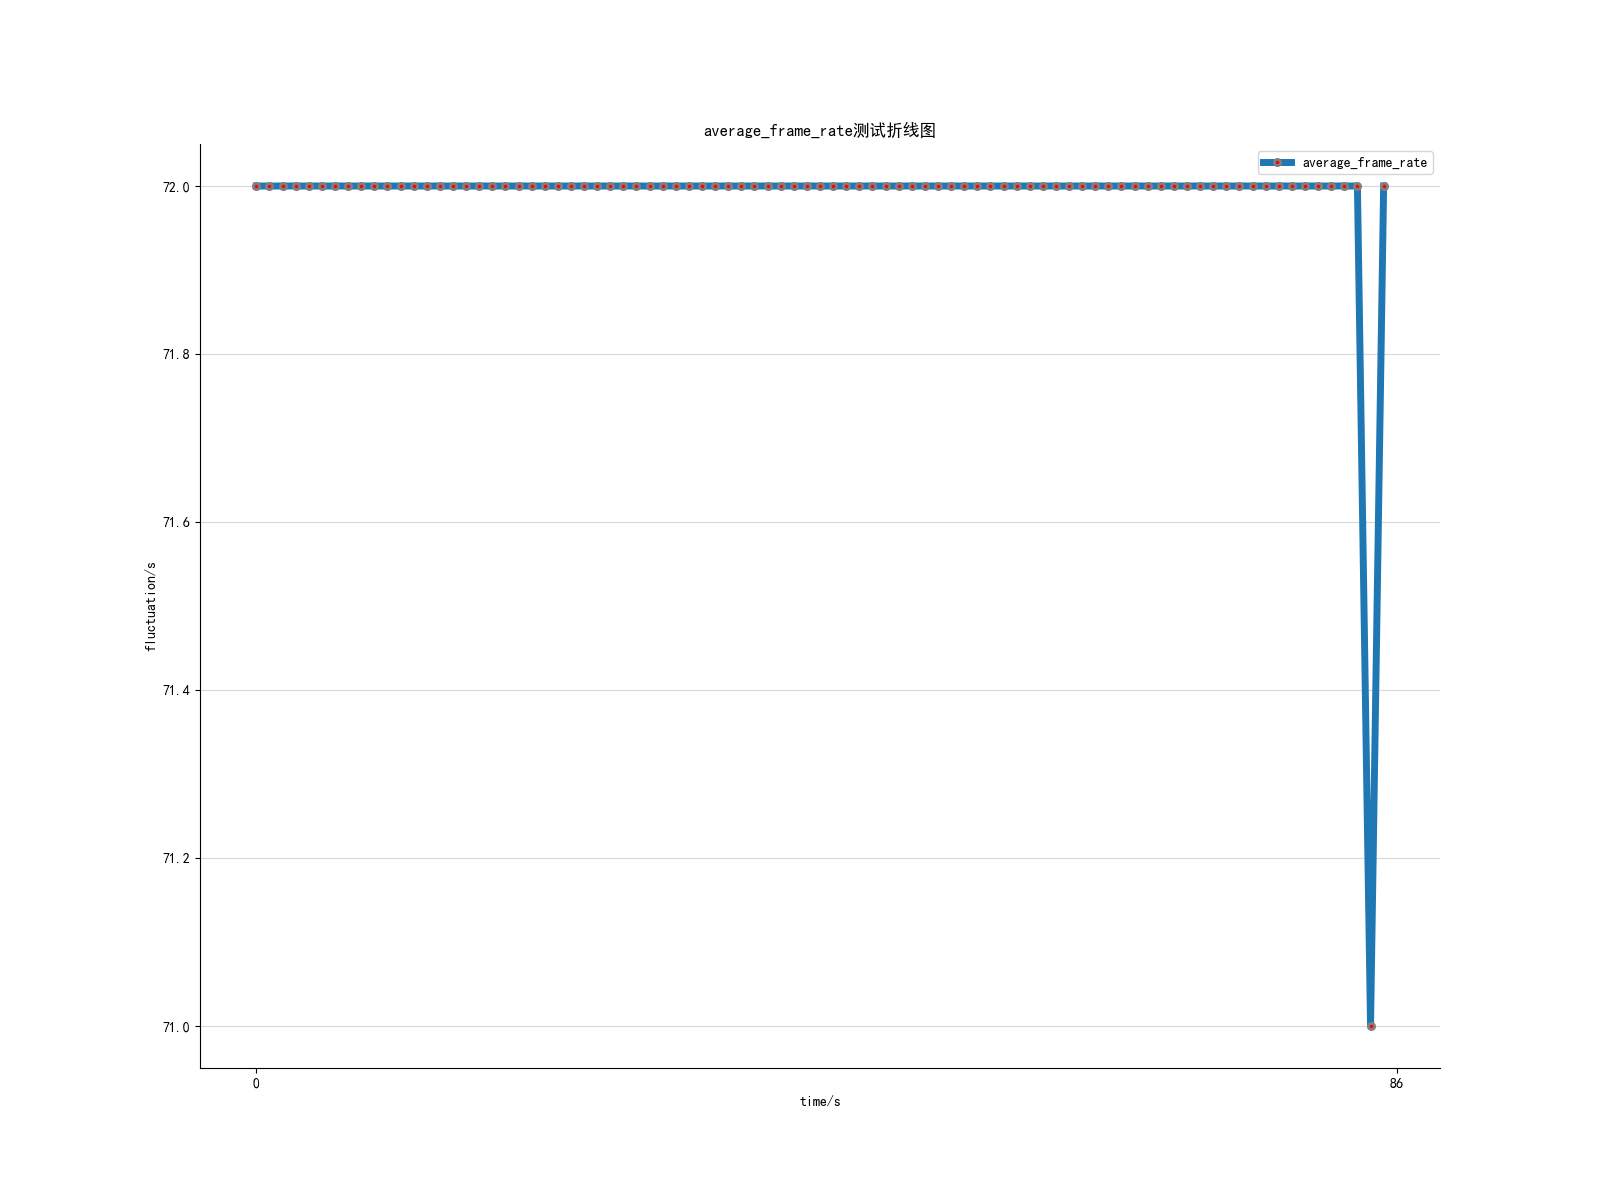 average_frame_rate测试折线图
average_frame_rate
72.0
71.8
71.6
71.4
71.2
71.0
fluctuation/s
0
86
time/s